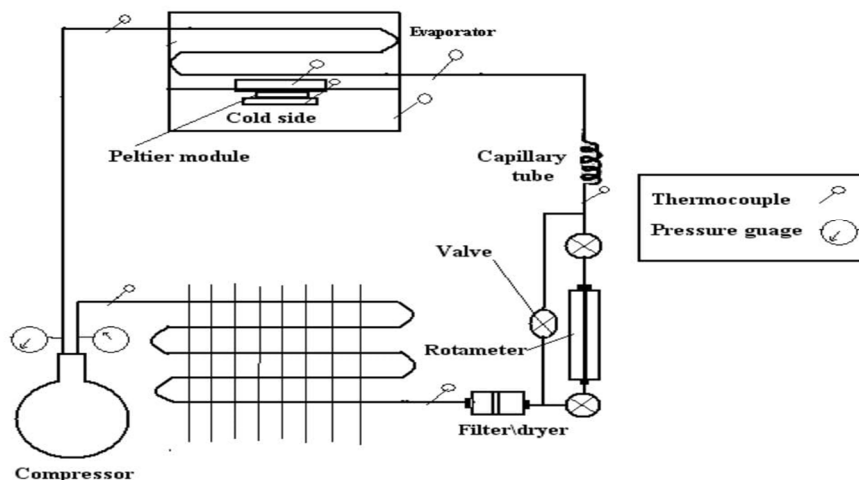 Evaporator
Cold side
Peltier module
Capillary
tube
Thermocouple
Pressure guage
Valve
Rotameter
Filter\dryer
Compressor